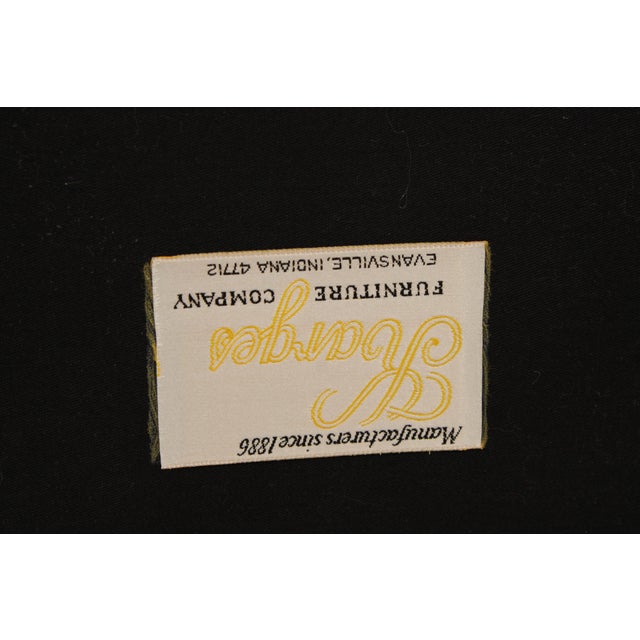 Manufacturers since 1886
Karges
FURNITURE COMPANY
EVANSVILLE, INDIANA 47712